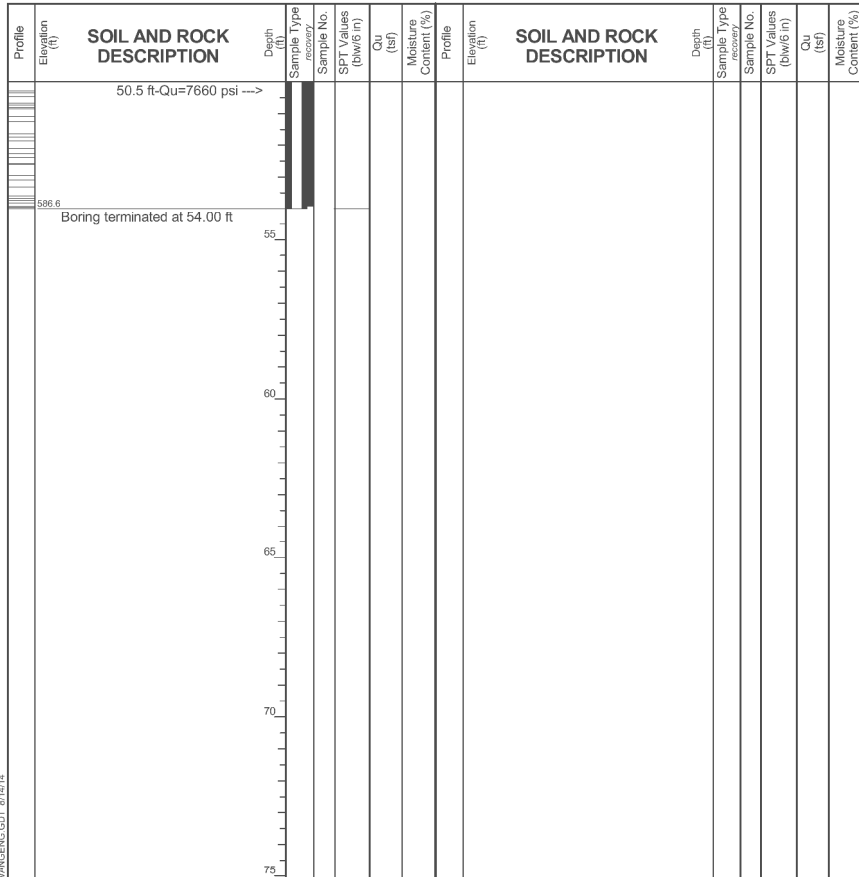 Profile
Elevation
(ft)
SOIL AND ROCK
DESCRIPTION
Depth
(ft)
Sample Type
recovery
Sample No.
SPT Values
(blw/6 in)
Qu
(tsf)
Moisture
Content (%)
Profile
Elevation
(ft)
SOIL AND ROCK
DESCRIPTION
Depth
(ft)
Sample Type
recovery
Sample No.
SPT Values
(blw/6 in)
Qu
(tsf)
Moisture
Content (%)
50.5 ft-Qu=7660 psi --->
586.6
Boring terminated at 54.00 ft
55
60
65
70
75
8/14/14